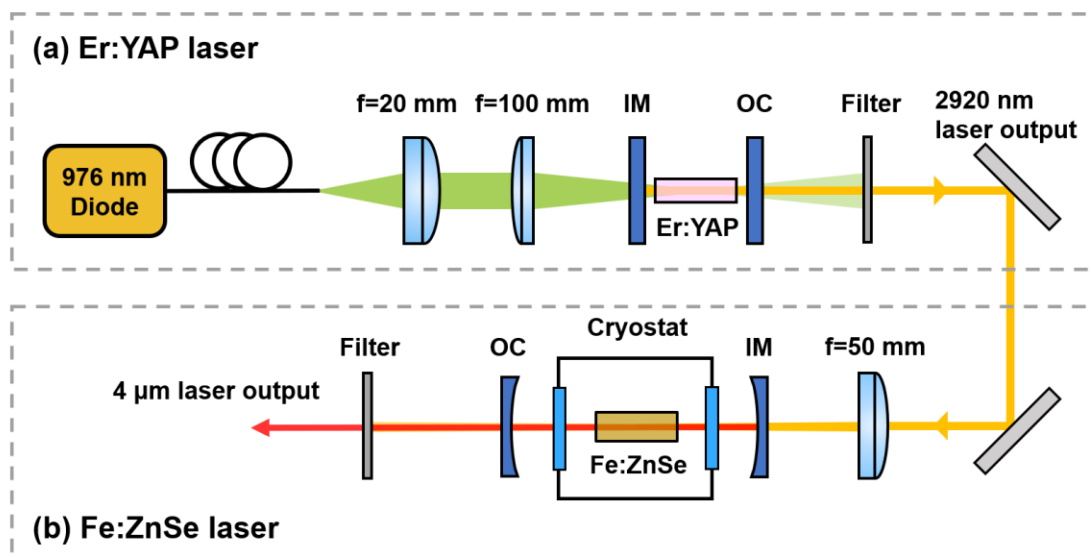 (a) Er:YAP laser
f=20 mm
f=100 mm
IM
OC
Filter
2920 nm
laser output
976 nm
Diode
Er:YAP
Cryostat
Filter
OC
IM
f=50 mm
4 μm laser output
Fe:ZnSe
(b) Fe:ZnSe laser